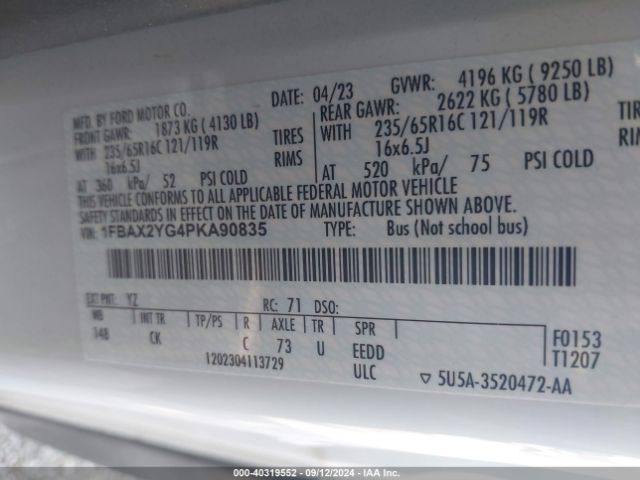 MFD. BY FORD MOTOR CO. DATE: 04/23 GVWR: 4196 KG ( 9250 LB)
FRONT GAWR: 1873 KG ( 4130 LB) REAR GAWR: 2622 KG ( 5780 LB)
WITH 235/65R16C 121/119R TIRES WITH 235/65R16C 121/119R TIRES
16x6.5J RIMS 16x6.5J RIMS
AT 360 kPa/ 52 PSI COLD AT 520 kPa/ 75 PSI COLD
THIS VEHICLE CONFORMS TO ALL APPLICABLE FEDERAL MOTOR VEHICLE
SAFETY STANDARDS IN EFFECT ON THE DATE OF MANUFACTURE SHOWN ABOVE.
VIN: 1FBAX2YG4PKA90835 TYPE: Bus (Not school bus)
EXT PNT: YZ RC: 71 DSO:
WB INT TR TP/PS R AXLE TR SPR F0153
148 CK C 73 U EEDD T1207
1202304113729 ULC ▽ 5U5A-3520472-AA
000-40319552 - 09/12/2024 - IAA Inc.